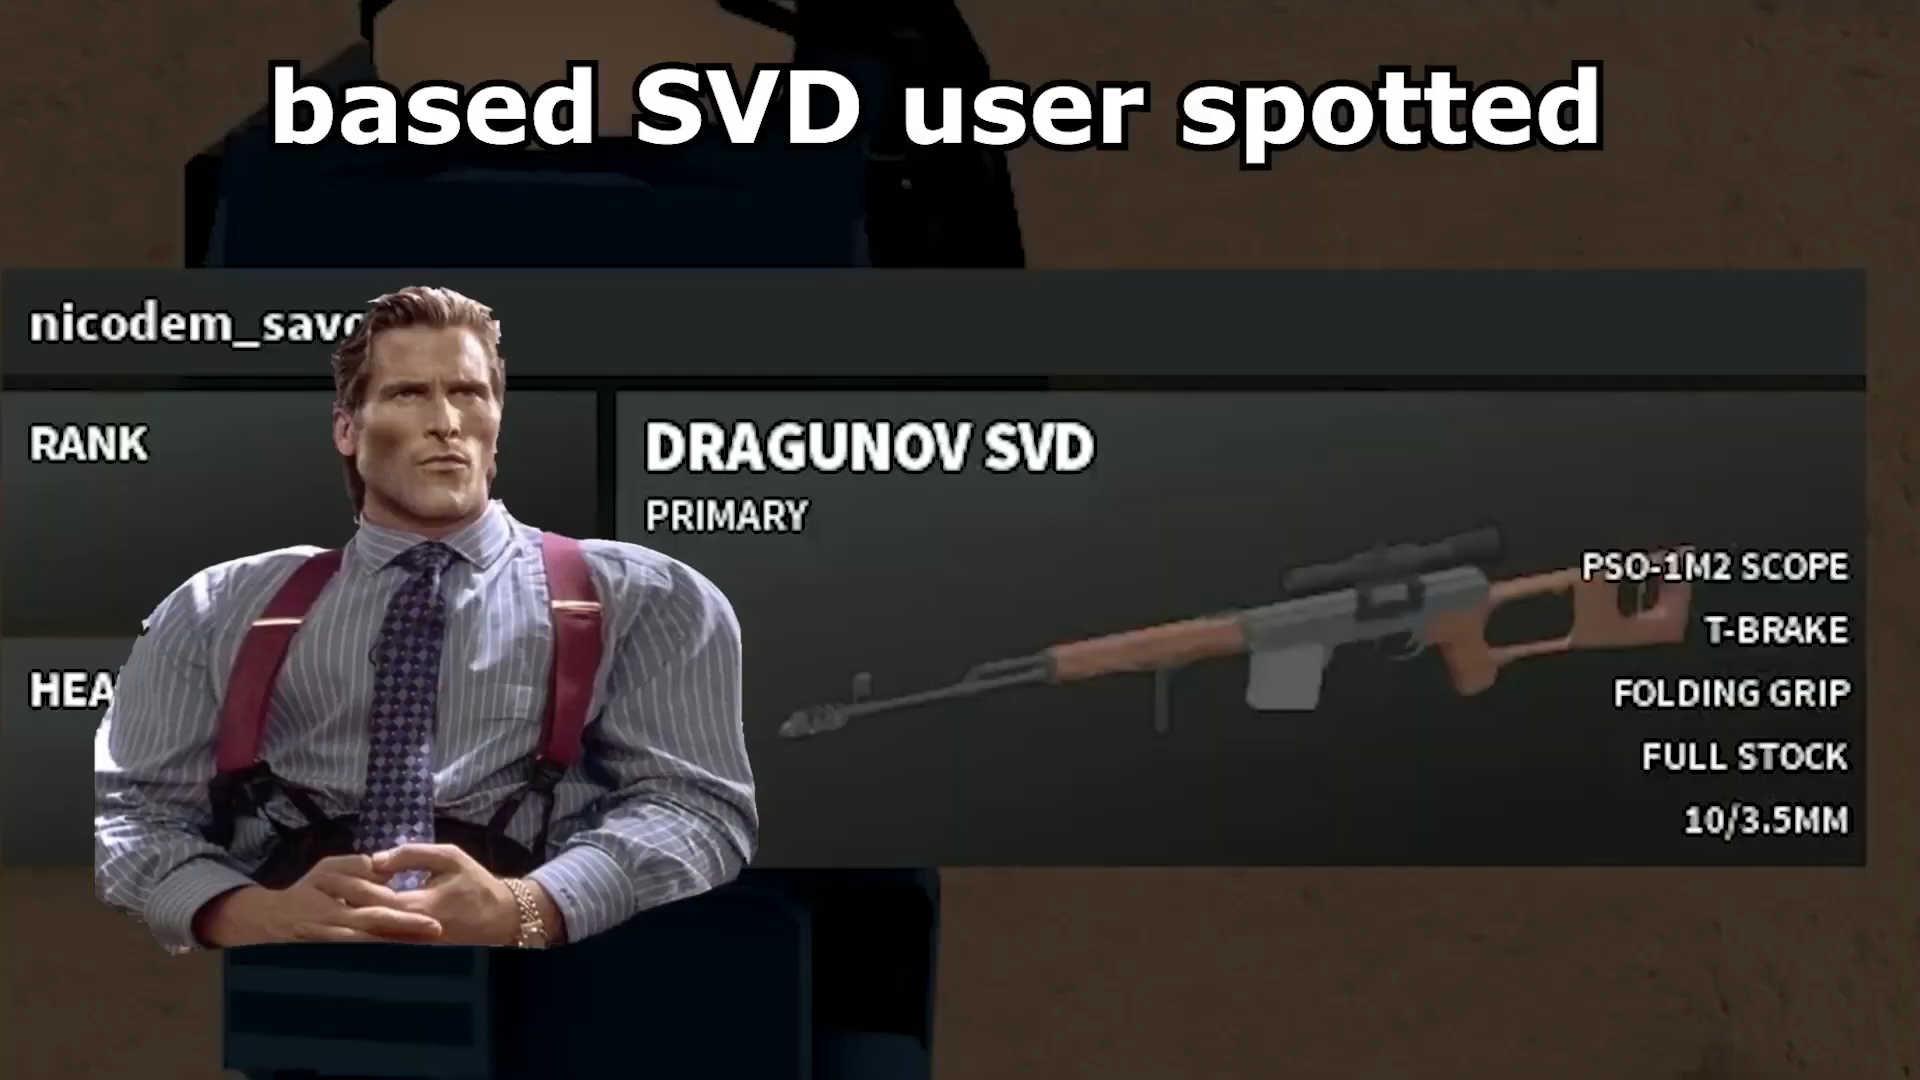 based SVD user spotted
RANK
DRAGUNOV SVD
PRIMARY
PSO-1M2 SCOPE
T-BRAKE
FOLDING GRIP
FULL STOCK
10/3.5MM